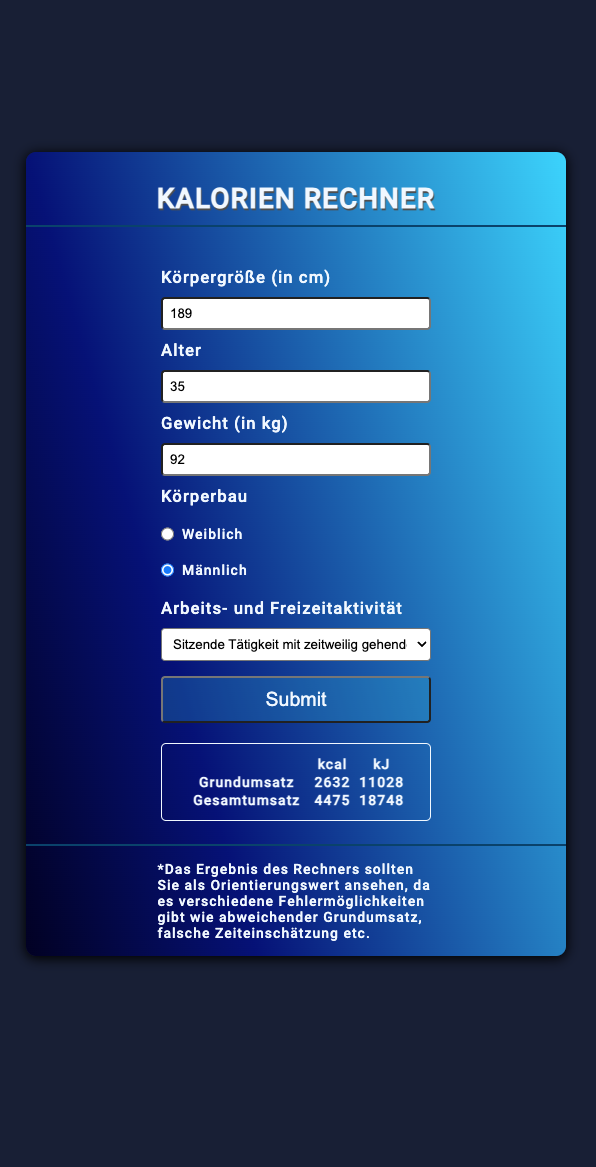 KALORIEN RECHNER
Körpergröße (in cm)
189
Alter
35
Gewicht (in kg)
92
Körperbau
Weiblich
Männlich
Arbeits- und Freizeitaktivität
Sitzende Tätigkeit mit zeitweilig gehend
Submit
kcal kJ
Grundumsatz 2632 11028
Gesamtumsatz 4475 18748
*Das Ergebnis des Rechners sollten
Sie als Orientierungswert ansehen, da
es verschiedene Fehlermöglichkeiten
gibt wie abweichender Grundumsatz,
falsche Zeiteinschätzung etc.